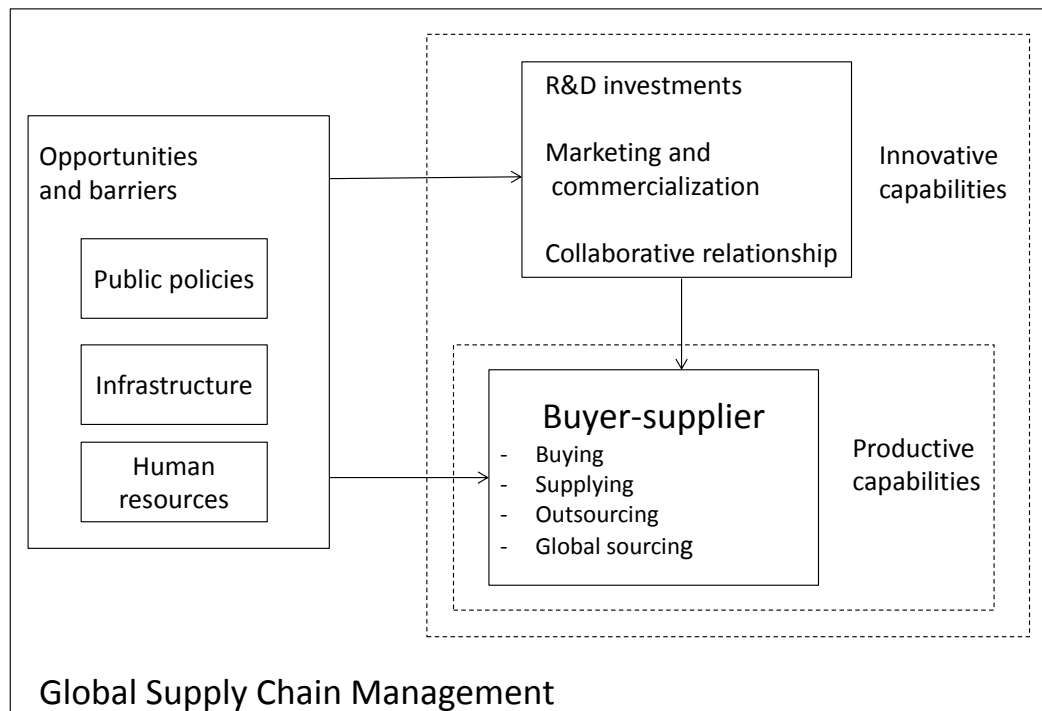 Opportunities
and barriers
Public policies
Infrastructure
Human
resources
R&D investments
Marketing and
commercialization
Collaborative relationship
Innovative
capabilities
Buyer-supplier
- Buying
- Supplying
- Outsourcing
- Global sourcing
Productive
capabilities
Global Supply Chain Management